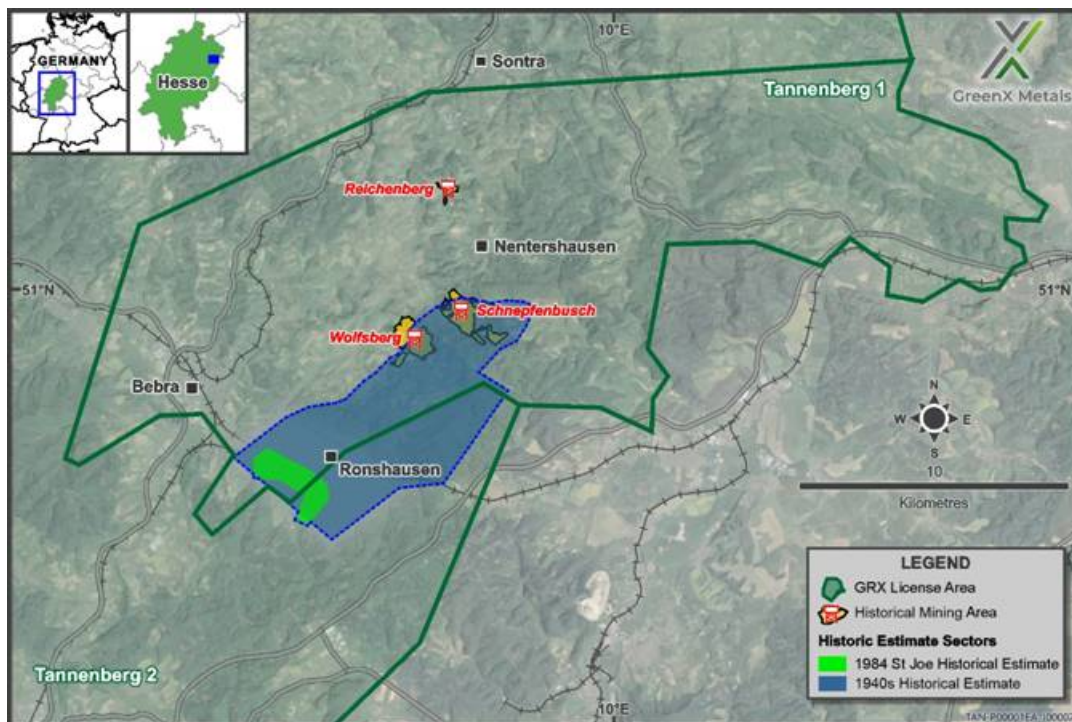 GERMANY
Hesse
10°E
Sontra
Tannenberg 1
GreenX Metals
Reichenberg
Nentershausen
51°N
51°N
Schnepfenbusch
Wolfsberg
Bebra
N
W E
S
Ronshausen
10
Kilometres
LEGEND
GRX License Area
Historical Mining Area
Historic Estimate Sectors
1984 St Joe Historical Estimate
1940s Historical Estimate
Tannenberg 2
10°E